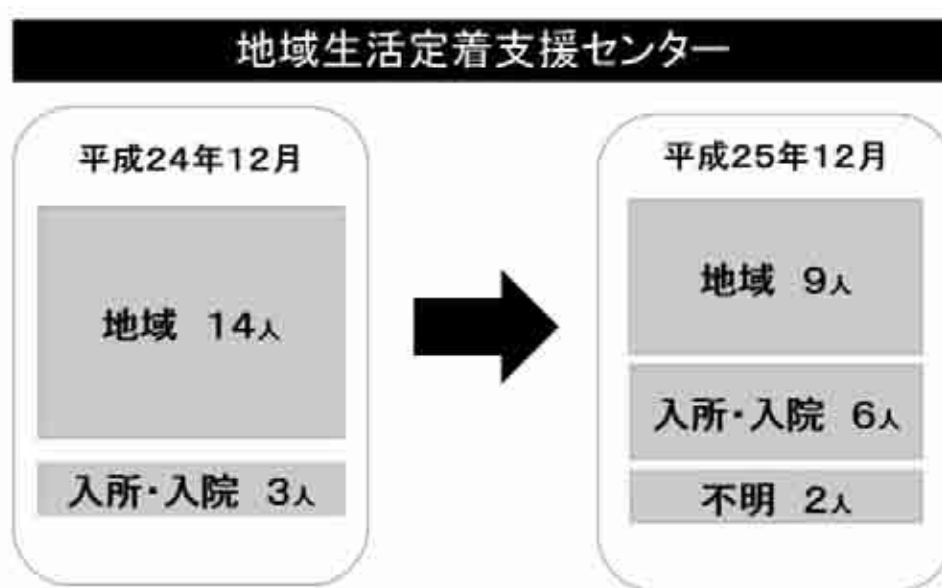 地域生活定着支援センター
平成24年12月
地域 14人
入所・入院 3人
平成25年12月
地域 9人
入所・入院 6人
不明 2人